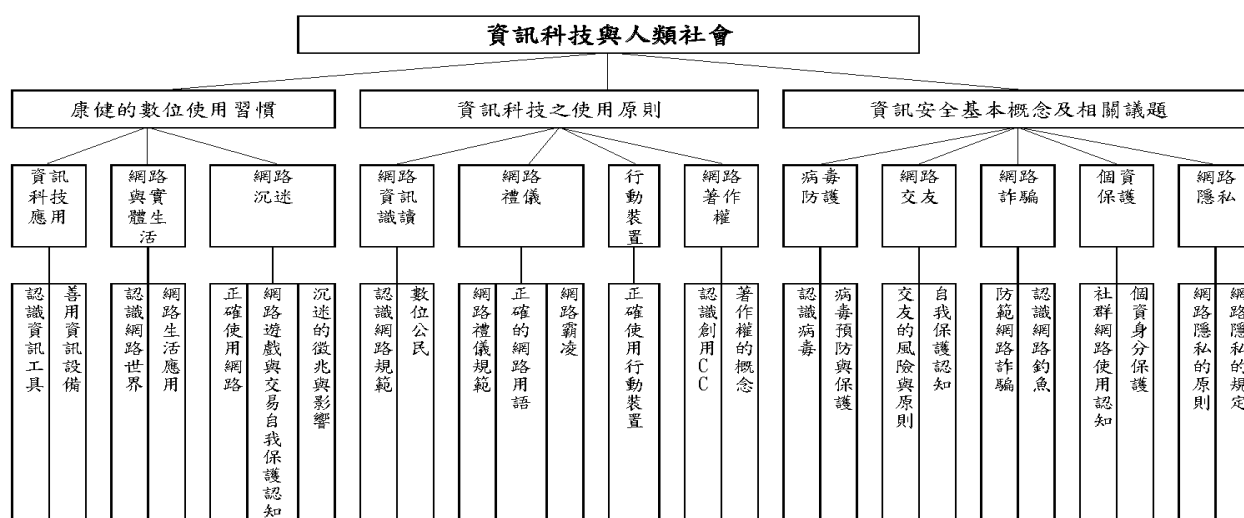 資訊科技與人類社會
康健的數位使用習慣
資訊科技之使用原則
資訊安全基本概念及相關議題
資訊
科技
應用
網路
與實
體生
活
網路
沉迷
網路
資訊
識讀
網路
禮儀
行
動
裝
置
網路
著作
權
病毒
防護
網路
交友
網路
詐騙
個資
保護
網路
隱私
認識資訊工具
善用資訊設備
認識網路世界
網路生活應用
正確使用網路
網路遊戲與交易自我保護認知
沉迷的徵兆與影響
認識網路規範
數位公民
網路禮儀規範
正確的網路用語
網路霸凌
正確使用行動裝置
認識創用CC
著作權的概念
認識病毒
病毒預防與保護
交友的風險與原則
自我保護認知
防範網路詐騙
認識網路釣魚
社群網路使用認知
個資身分保護
網路隱私的原則
網路隱私的規定